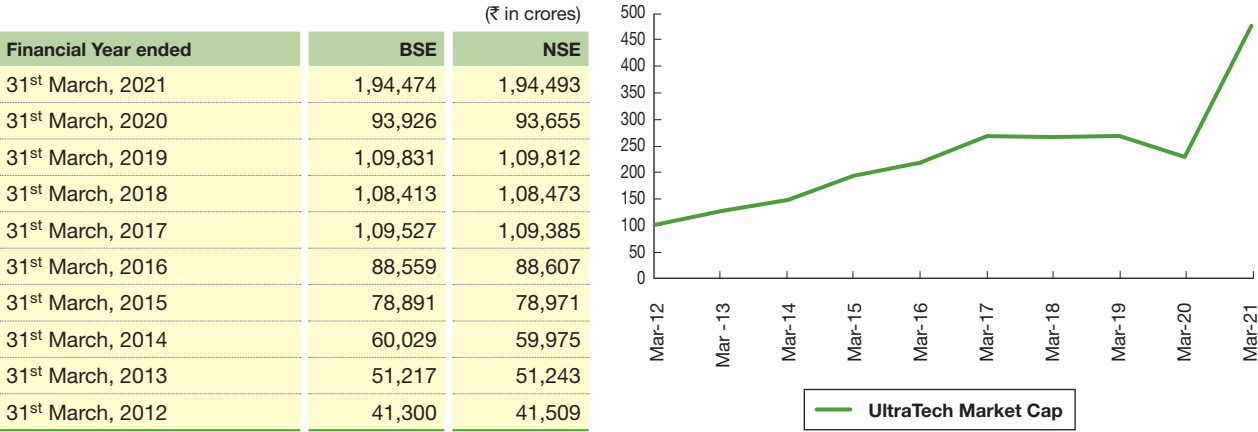 (₹ in crores)
Financial Year ended BSE NSE
31st March, 2021 1,94,474 1,94,493
31st March, 2020 93,926 93,655
31st March, 2019 1,09,831 1,09,812
31st March, 2018 1,08,413 1,08,473
31st March, 2017 1,09,527 1,09,385
31st March, 2016 88,559 88,607
31st March, 2015 78,891 78,971
31st March, 2014 60,029 59,975
31st March, 2013 51,217 51,243
31st March, 2012 41,300 41,509
500
450
400
350
300
250
200
150
100
50
0
Mar-12
Mar -13
Mar-14
Mar-15
Mar-16
Mar-17
Mar-18
Mar-19
Mar-20
Mar-21
UltraTech Market Cap